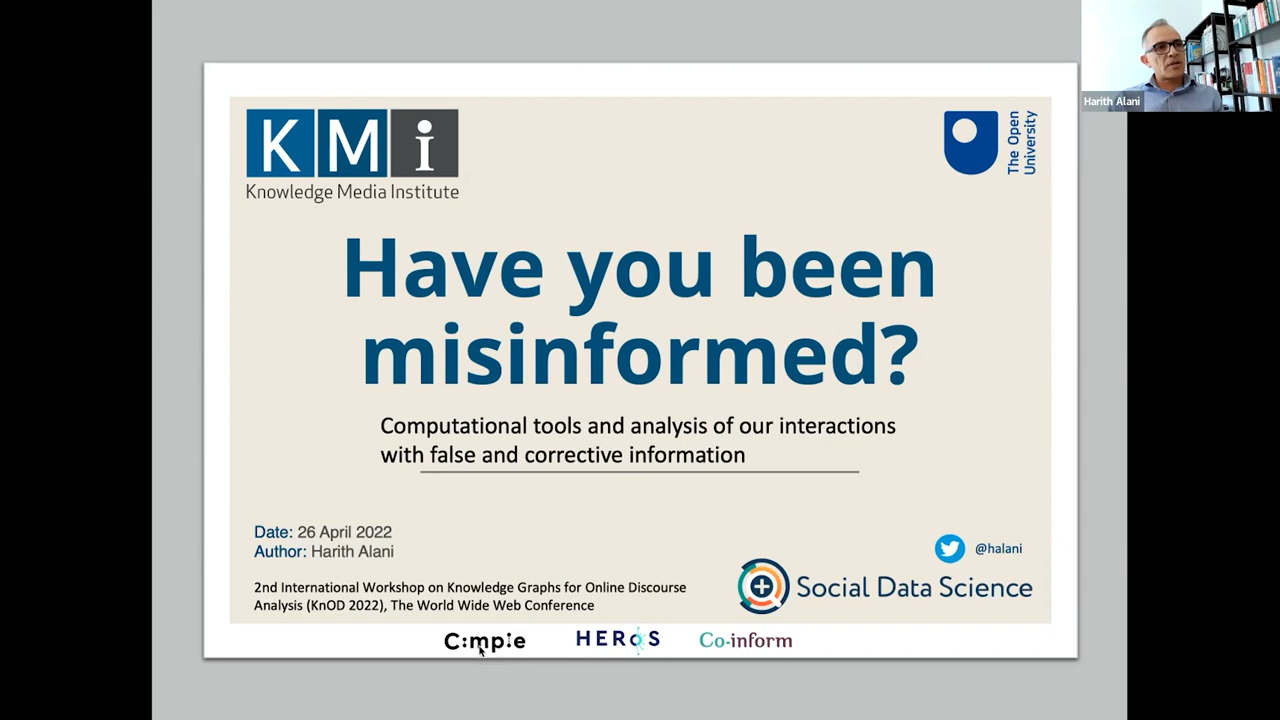 Harith Alani
KMi
Knowledge Media Institute
The Open
University
Have you been
misinformed?
Computational tools and analysis of our interactions
with false and corrective information
Date: 26 April 2022
Author: Harith Alani
@halani
2nd International Workshop on Knowledge Graphs for Online Discourse
Analysis (KnOD 2022), The World Wide Web Conference
Social Data Science
C:mp!e
HERoS
Co-inform